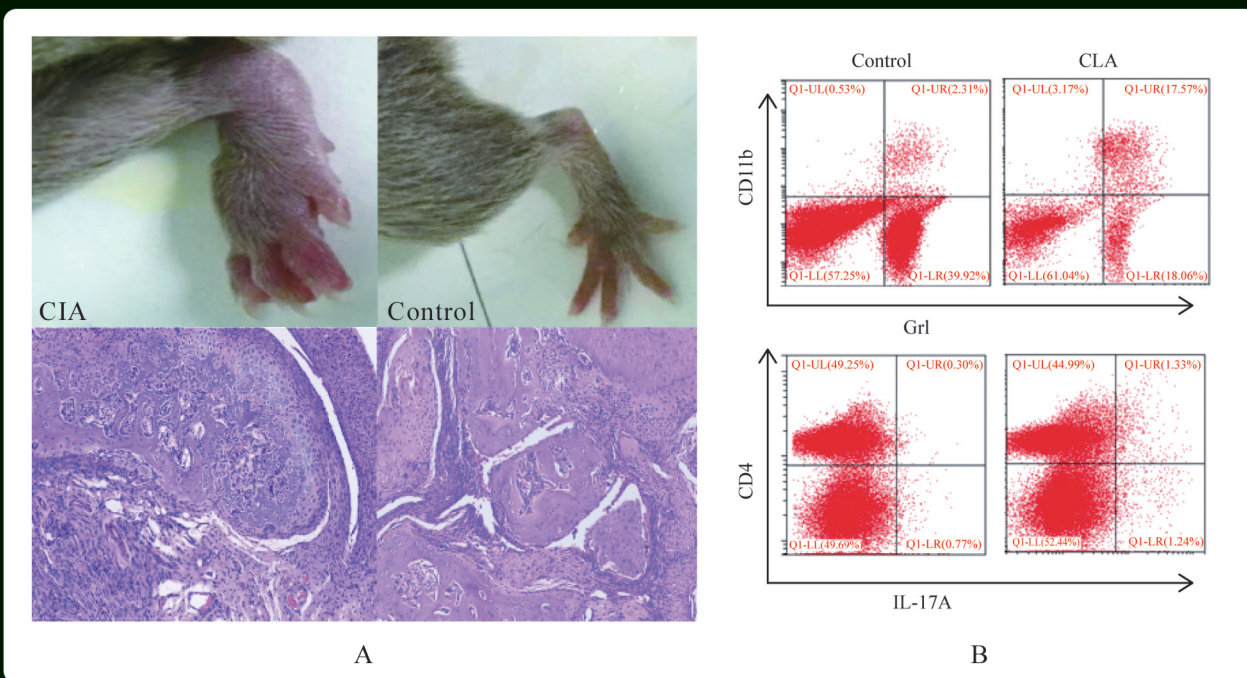 CIA
Control
A
Control
CLA
Q1-UL(0.53%)
Q1-UR(2.31%)
Q1-UL(3.17%)
Q1-UR(17.57%)
CD11b
Q1-LL(57.25%)
Q1-LR(39.92%)
Q1-LL(61.04%)
Q1-LR(18.06%)
Grl
Q1-UL(49.25%)
Q1-UR(0.30%)
Q1-UL(44.99%)
Q1-UR(1.33%)
CD4
Q1-LL(49.69%)
Q1-LR(0.77%)
Q1-LL(52.44%)
Q1-LR(1.24%)
IL-17A
B